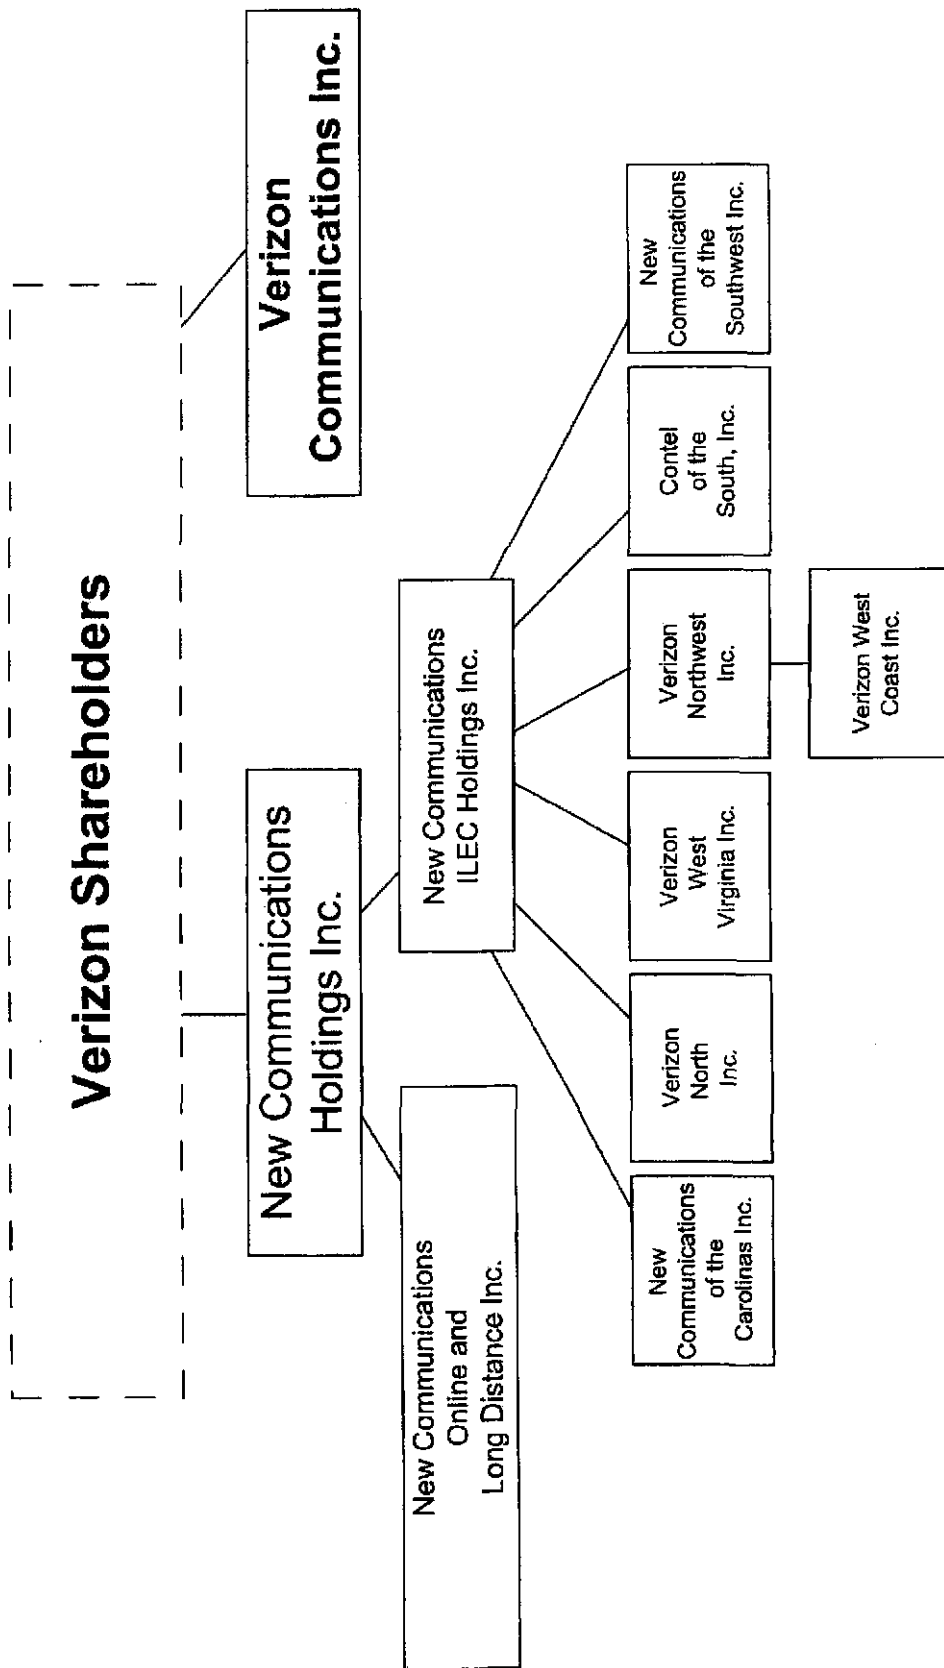 Verizon Shareholders
New Communications
Holdings Inc.
Verizon
Communications Inc.
New Communications
Online and
Long Distance Inc.
New Communications
ILEC Holdings Inc.
New
Communications
of the
Carolinas Inc.
Verizon
North
Inc.
Verizon
West
Virginia Inc.
Verizon
Northwest
Inc.
Contel
of the
South, Inc.
New
Communications
of the
Southwest Inc.
Verizon West
Coast Inc.